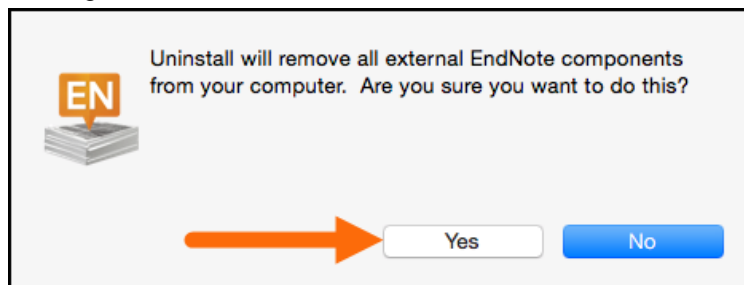 Uninstall will remove all external EndNote components
from your computer.  Are you sure you want to do this?
EN
Yes
No